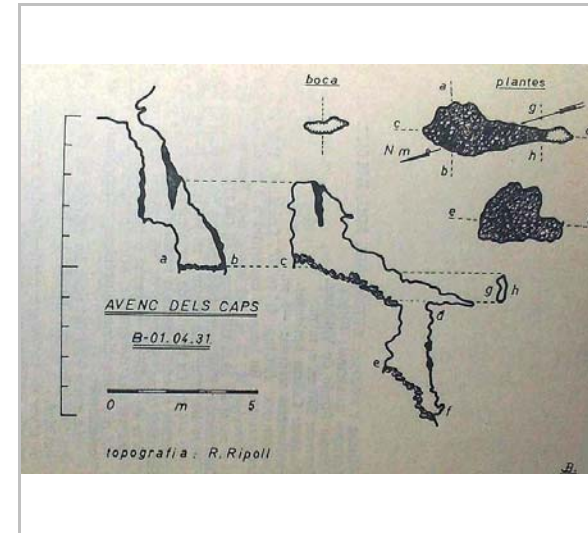 boca
plantes
a
g
c
N m
b
h
e
a
b
c
g
h
d
e
f
AVENC DELS CAPS
B-01.04.31
0 m 5
topografia: R. Ripoll
B.